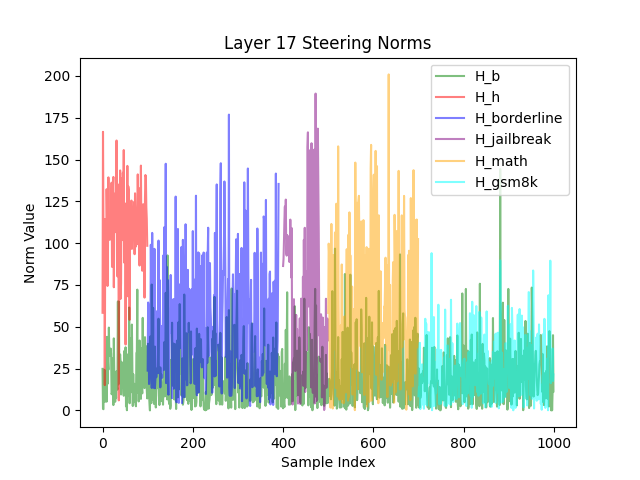 Layer 17 Steering Norms
Norm Value
200
175
150
125
100
75
50
25
0
H_b
H_h
H_borderline
H_jailbreak
H_math
H_gsm8k
0
200
400
600
800
1000
Sample Index